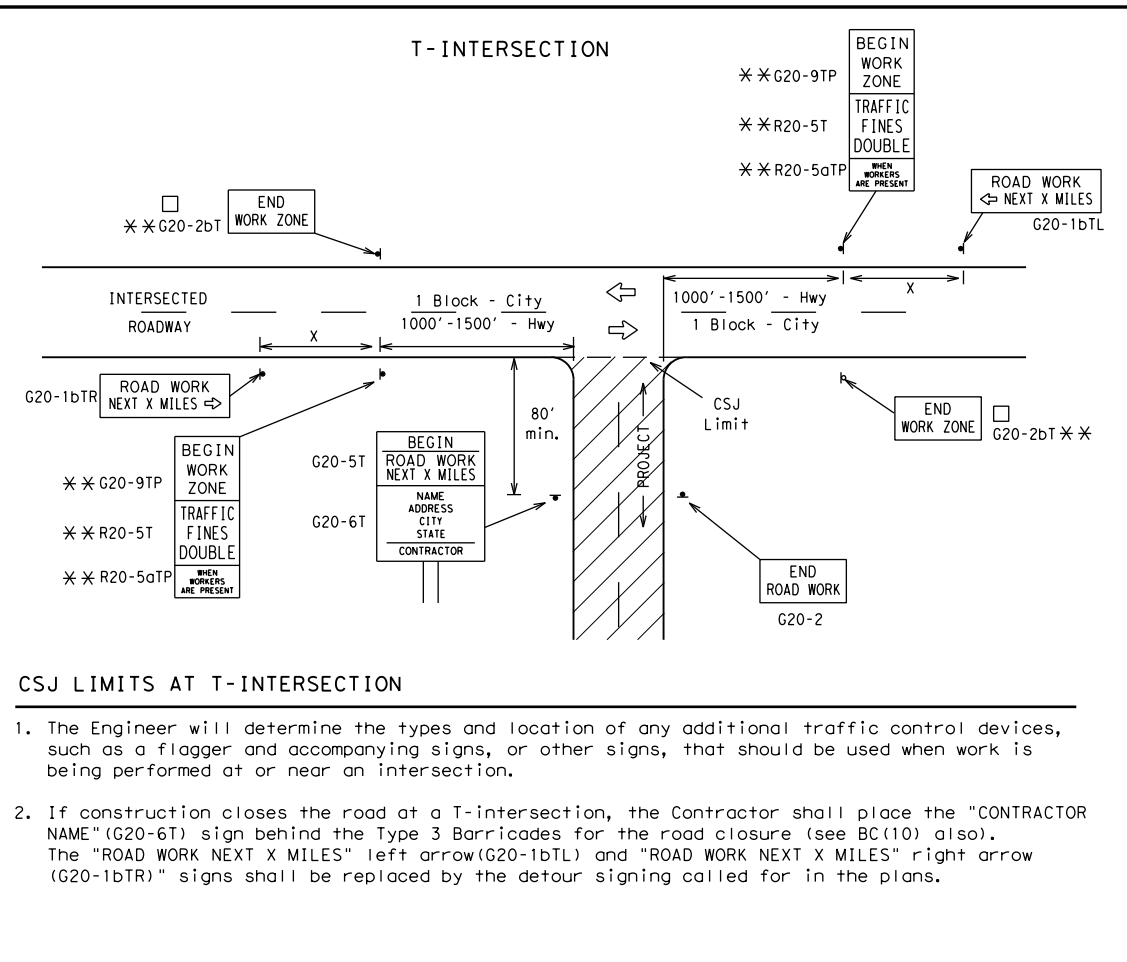 T-INTERSECTION
BEGIN
WORK
ZONE
✳✳G20-9TP
TRAFFIC
FINES
DOUBLE
✳✳R20-5T
WHEN
WORKERS
ARE PRESENT
✳✳R20-5aTP
ROAD WORK
⇦ NEXT X MILES
G20-1bTL
□
✳✳G20-2bT
END
WORK ZONE
INTERSECTED
ROADWAY
1 Block - City
1000'-1500' - Hwy
1000'-1500' - Hwy
1 Block - City
X
X
G20-1bTR
ROAD WORK
NEXT X MILES ⇨
80'
min.
CSJ
Limit
PROJECT
END
WORK ZONE
□
G20-2bT✳✳
BEGIN
WORK
ZONE
✳✳G20-9TP
TRAFFIC
FINES
DOUBLE
✳✳R20-5T
WHEN
WORKERS
ARE PRESENT
✳✳R20-5aTP
G20-5T
BEGIN
ROAD WORK
NEXT X MILES
G20-6T
NAME
ADDRESS
CITY
STATE
CONTRACTOR
END
ROAD WORK
G20-2
CSJ LIMITS AT T-INTERSECTION
1. The Engineer will determine the types and location of any additional traffic control devices,
such as a flagger and accompanying signs, or other signs, that should be used when work is
being performed at or near an intersection.
2. If construction closes the road at a T-intersection, the Contractor shall place the "CONTRACTOR
NAME"(G20-6T) sign behind the Type 3 Barricades for the road closure (see BC(10) also).
The "ROAD WORK NEXT X MILES" left arrow(G20-1bTL) and "ROAD WORK NEXT X MILES" right arrow
(G20-1bTR)" signs shall be replaced by the detour signing called for in the plans.